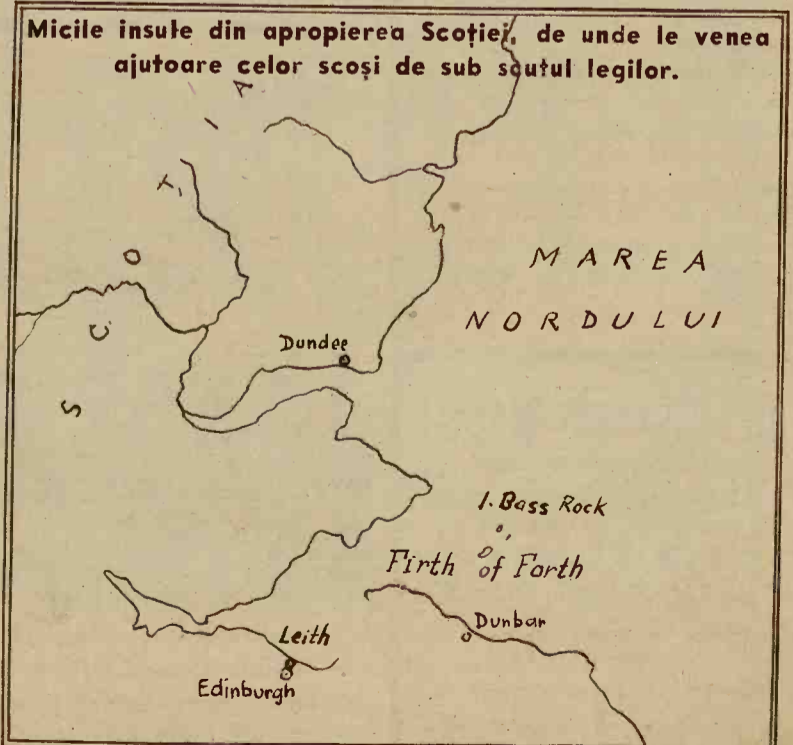 Micile insule din apropierea Scoției, de unde le venea
ajutoare celor scoși de sub scutul legilor.
S C O Ț I A
MAREA
NORDULUI
Dundee
I. Bass Rock
Firth of Forth
Dunbar
Leith
Edinburgh